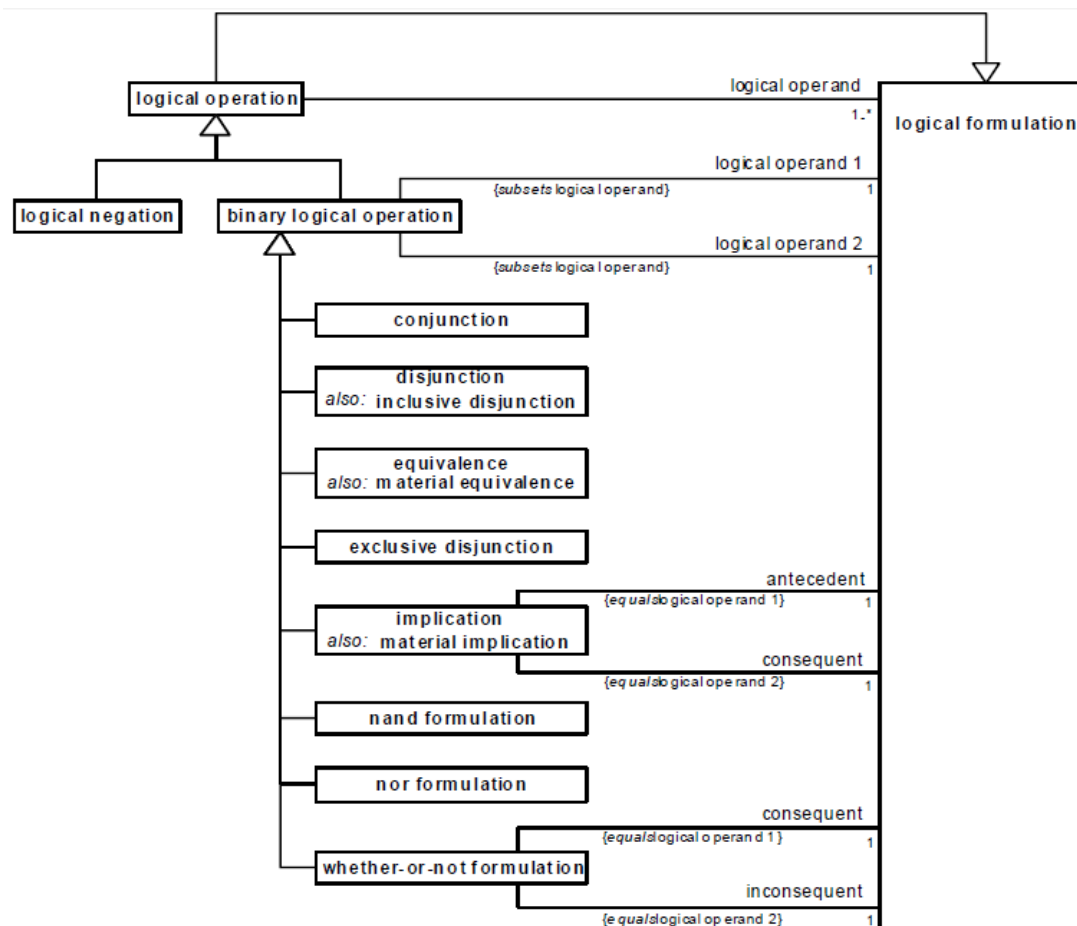 logical operand
logical operation
1..*
logical formulation
logical operand 1
{subsets logical operand}
1
logical negation
binary logical operation
logical operand 2
{subsets logical operand}
1
conjunction
disjunction
also: inclusive disjunction
equivalence
also: material equivalence
exclusive disjunction
antecedent
{equals logical operand 1}
1
implication
also: material implication
consequent
{equals logical operand 2}
1
nand formulation
nor formulation
consequent
{equals logical operand 1}
1
whether-or-not formulation
inconsequent
{equals logical operand 2}
1